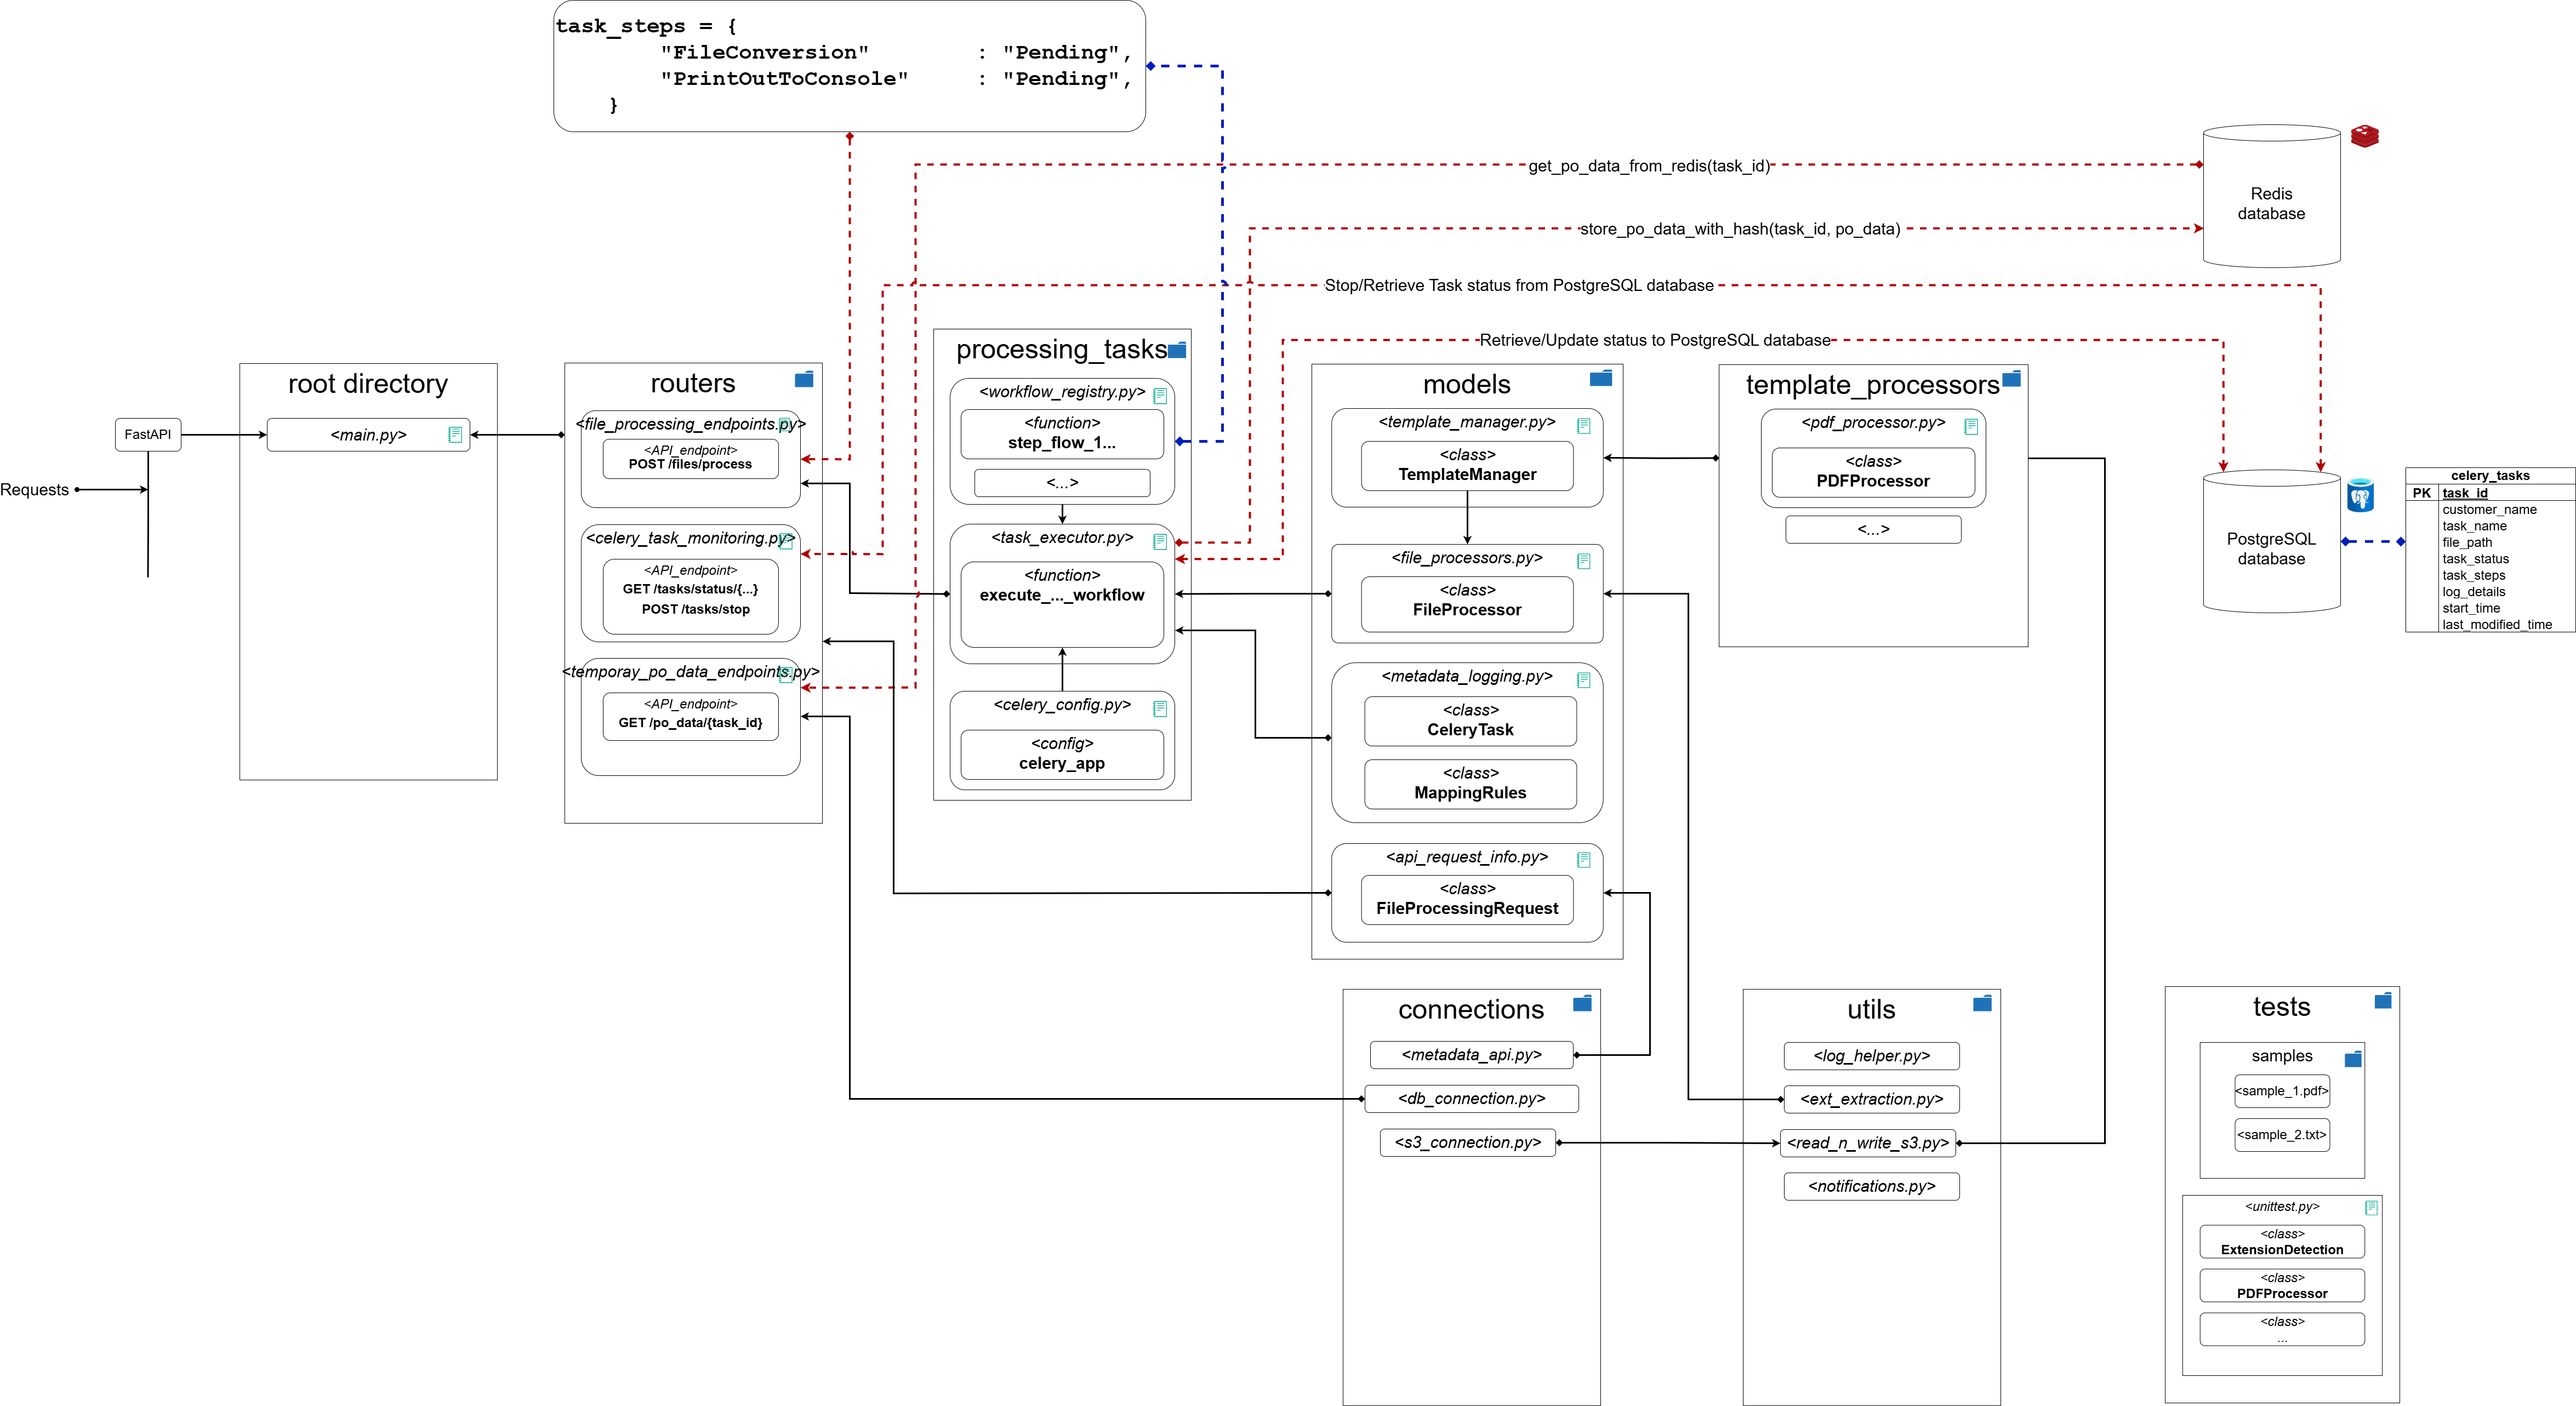 task_steps = {
"FileConversion" : "Pending",
"PrintOutToConsole" : "Pending",
}
get_po_data_from_redis(task_id)
Redis
database
store_po_data_with_hash(task_id, po_data)
Stop/Retrieve Task status from PostgreSQL database
Retrieve/Update status to PostgreSQL database
Requests
FastAPI
root directory
<main.py>
routers
<file_processing_endpoints.py>
<API_endpoint>
POST /files/process
<celery_task_monitoring.py>
<API_endpoint>
GET /tasks/status/{...}
POST /tasks/stop
<temporay_po_data_endpoints.py>
<API_endpoint>
GET /po_data/{task_id}
processing_tasks
<workflow_registry.py>
<function>
step_flow_1...
<...>
<task_executor.py>
<function>
execute_..._workflow
<celery_config.py>
<config>
celery_app
models
<template_manager.py>
<class>
TemplateManager
<file_processors.py>
<class>
FileProcessor
<metadata_logging.py>
<class>
CeleryTask
<class>
MappingRules
<api_request_info.py>
<class>
FileProcessingRequest
template_processors
<pdf_processor.py>
<class>
PDFProcessor
<...>
PostgreSQL
database
celery_tasks
PK task_id
customer_name
task_name
file_path
task_status
task_steps
log_details
start_time
last_modified_time
connections
<metadata_api.py>
<db_connection.py>
<s3_connection.py>
utils
<log_helper.py>
<ext_extraction.py>
<read_n_write_s3.py>
<notifications.py>
tests
samples
<sample_1.pdf>
<sample_2.txt>
<unittest.py>
<class>
ExtensionDetection
<class>
PDFProcessor
<class>
...